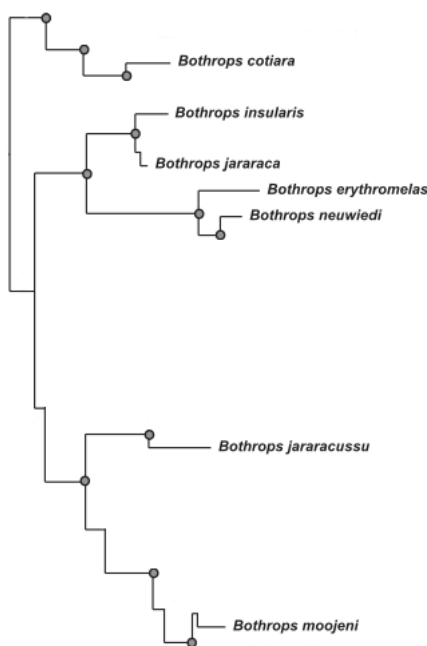 Bothrops cotiara
Bothrops insularis
Bothrops jararaca
Bothrops erythromelas
Bothrops neuwiedi
Bothrops jararacussu
Bothrops moojeni